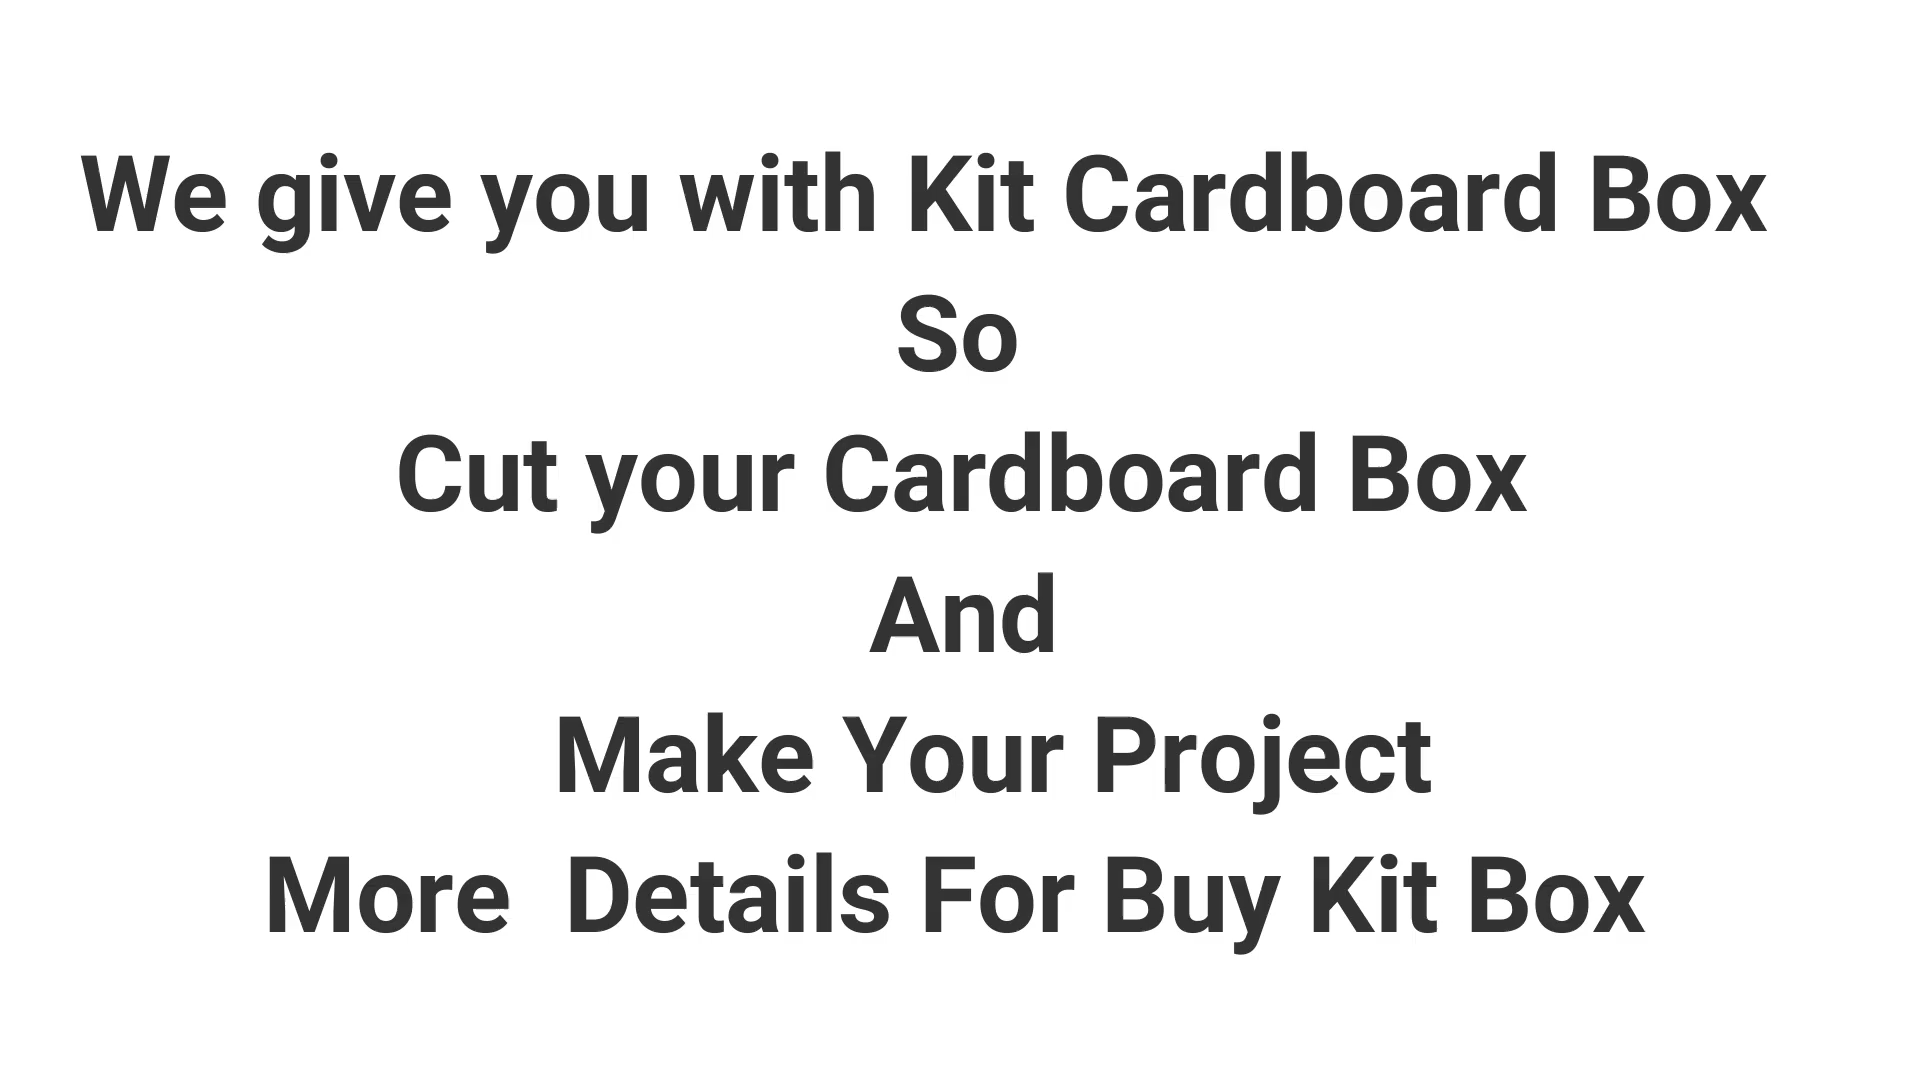 We give you with Kit Cardboard Box
So
Cut your Cardboard Box
And
Make Your Project
More  Details For Buy Kit Box